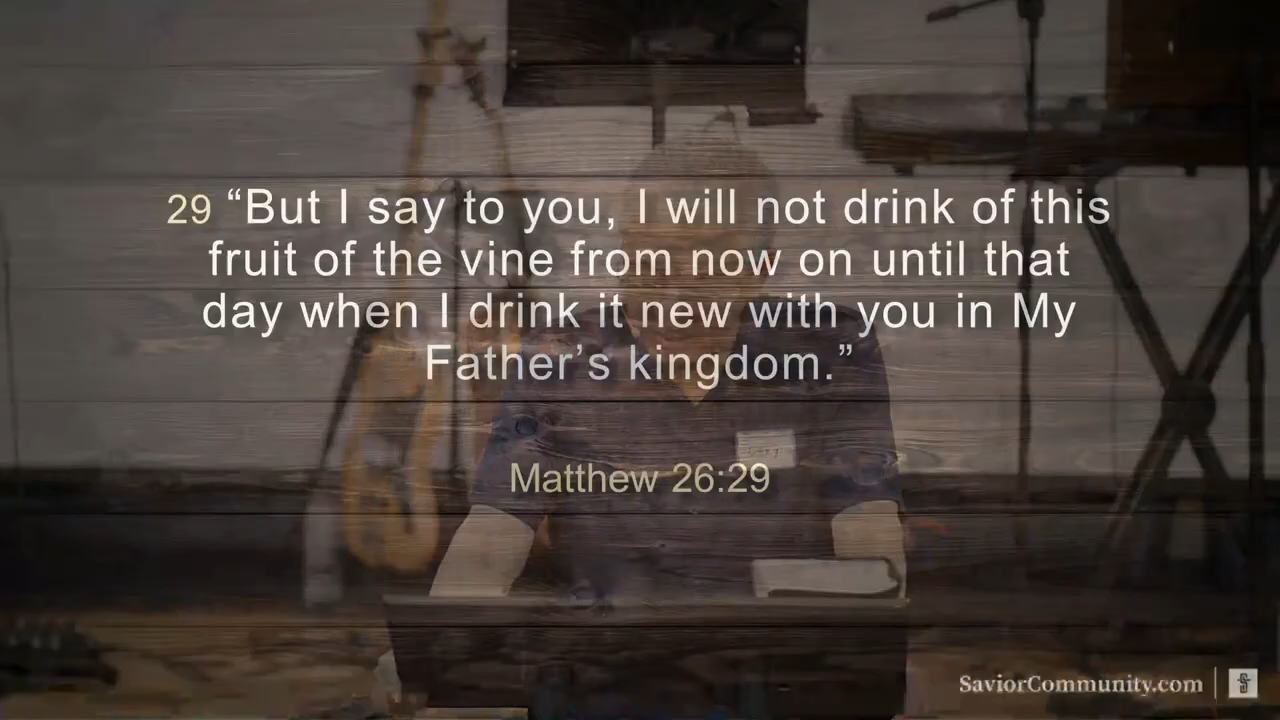 29 “But I say to you, I will not drink of this
fruit of the vine from now on until that
day when I drink it new with you in My
Father’s kingdom.”
Matthew 26:29
SaviorCommunity.com